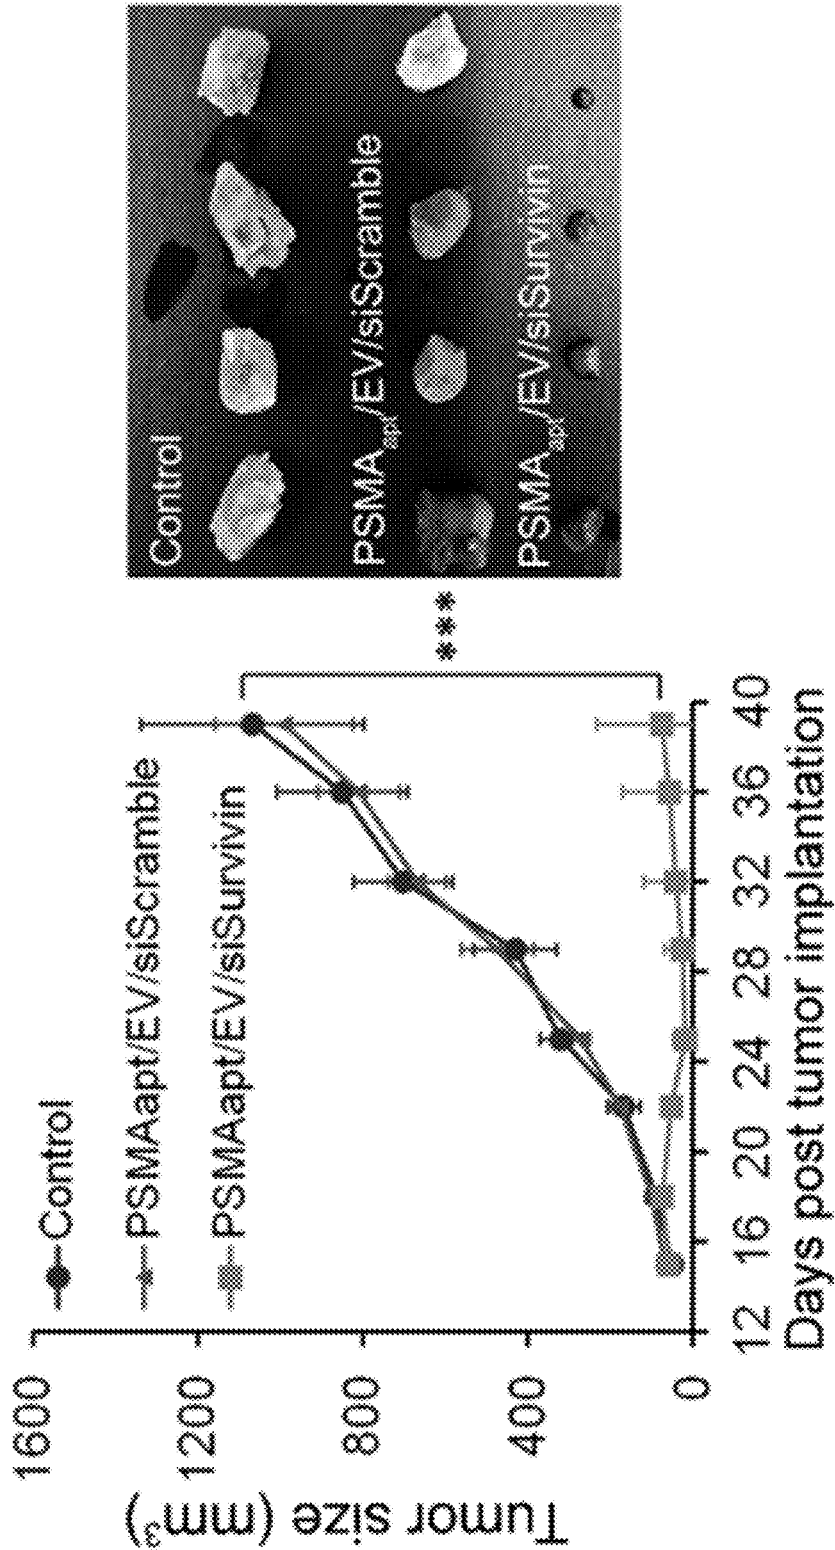 Tumor size (mm³)
1600
1200
800
400
0
Control
PSMAapt/EV/siScramble
PSMAapt/EV/siSurvivin
***
12 16 20 24 28 32 36 40
Days post tumor implantation
Control
PSMAapt/EV/siScramble
PSMAapt/EV/siSurvivin